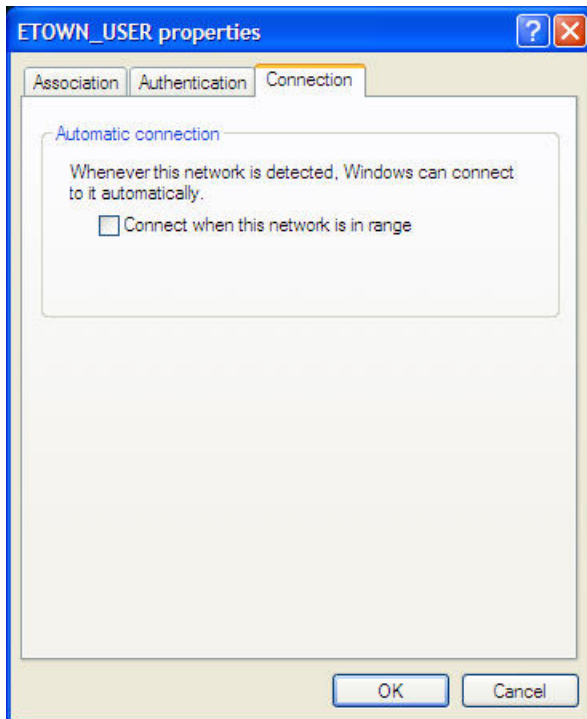 ETOWN_USER properties
?
Association Authentication Connection
Automatic connection
Whenever this network is detected, Windows can connect
to it automatically.
Connect when this network is in range
OK Cancel